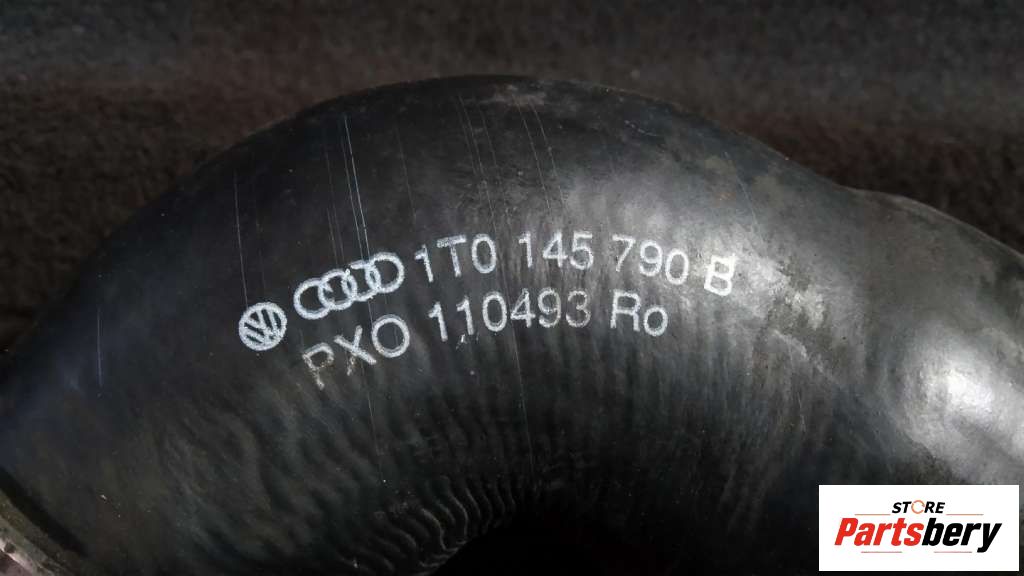 1T0 145 790 B
PXO 110493 Ro
STORE
Partsbery